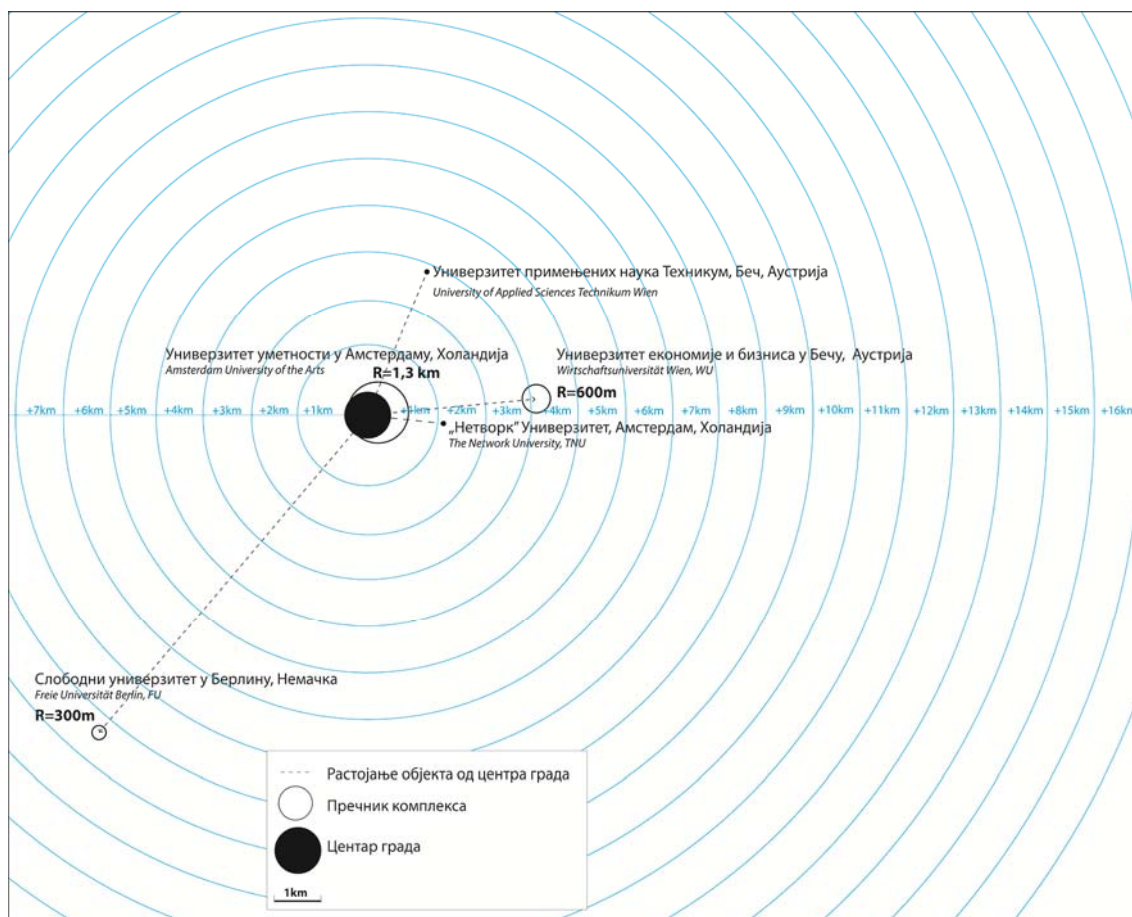 Универзитет примењених наука Техникум, Беч, Аустрија
University of Applied Sciences Technikum Wien
Универзитет уметности у Амстердаму, Холандија
Amsterdam University of the Arts
R=1,3 km
Универзитет економије и бизниса у Бечу, Аустрија
Wirtschaftsuniversität Wien, WU
R=600m
+7km +6km +5km +4km +3km +2km +1km +1km +2km +3km +4km +5km +6km +7km +8km +9km +10km +11km +12km +13km +14km +15km +16km
„Нетворк” Универзитет, Амстердам, Холандија
The Network University, TNU
Слободни универзитет у Берлину, Немачка
Freie Universität Berlin, FU
R=300m
Растојање објекта од центра града
Пречник комплекса
Центар града
1km